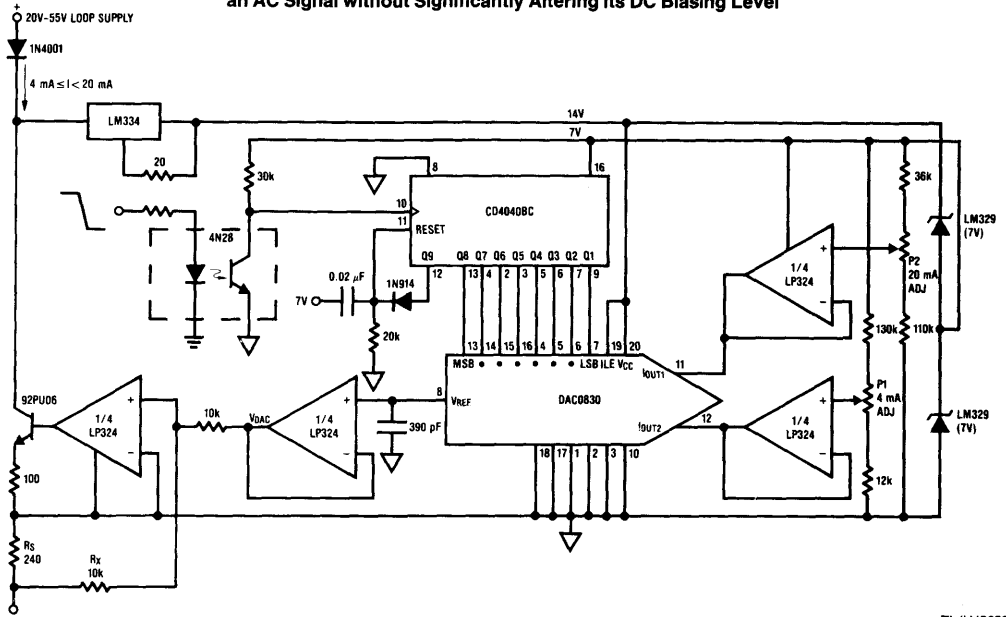 an AC Signal without Significantly Altering Its DC Biasing Level
+
20V-55V LOOP SUPPLY
1N4001
4 mA ≤ I < 20 mA
LM334
20
14V
7V
30k
8
16
10
11
CD4040BC
RESET
Q9 Q8 Q7 Q6 Q5 Q4 Q3 Q2 Q1
12 13 4 2 3 5 6 7 9
4N28
0.02 µF
1N914
7V
20k
36k
LM329
(7V)
+
1/4
LP324
−
P2
20 mA
ADJ
130k
110k
13 14 15 16 4 5 6 7 19 20
MSB
LSB ILE VCC
IOUT1
11
8
VREF
DAC0830
IOUT2
12
18 17 1 2 3 10
+
1/4
LP324
−
P1
4 mA
ADJ
12k
LM329
(7V)
92PU06
1/4
LP324
+
−
10k
VDAC
1/4
LP324
+
−
390 pF
100
RS
240
RX
10k